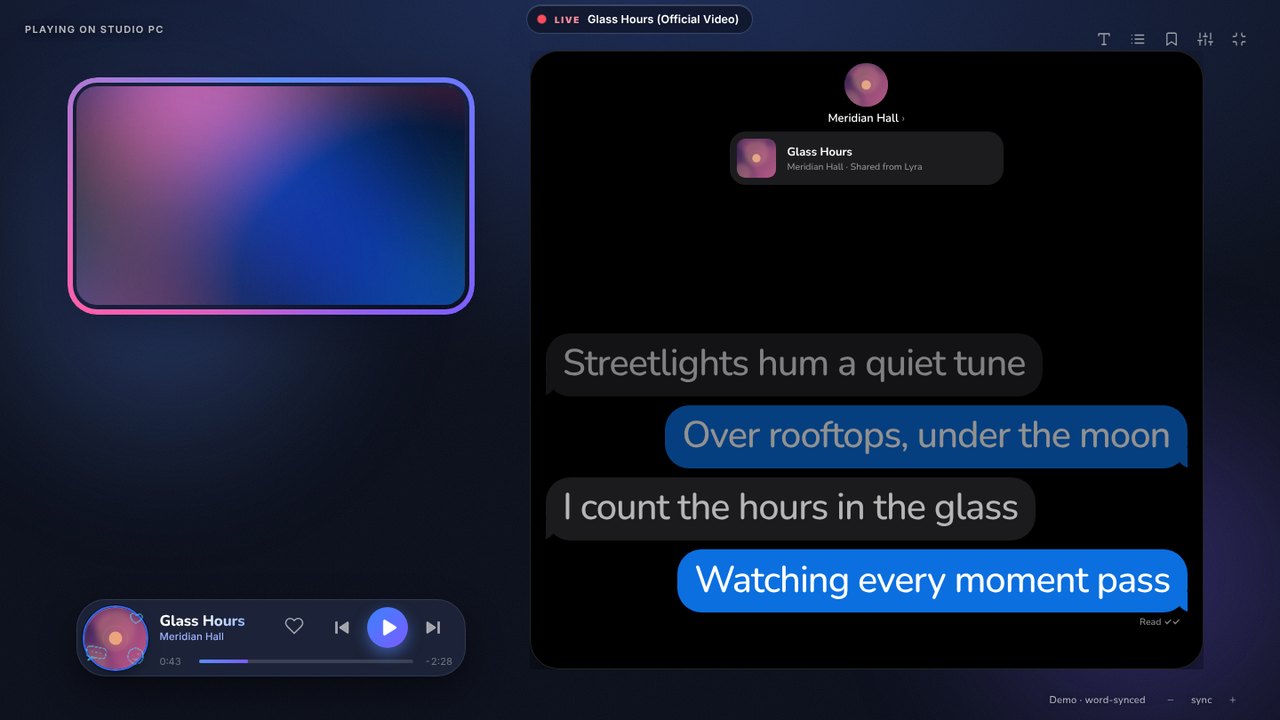 PLAYING ON STUDIO PC
LIVE Glass Hours (Official Video)
Meridian Hall ›
Glass Hours
Meridian Hall · Shared from Lyra
Streetlights hum a quiet tune
Over rooftops, under the moon
I count the hours in the glass
Watching every moment pass
Read ✓✓
Glass Hours
Meridian Hall
0:43
-2:28
Demo · word-synced − sync +